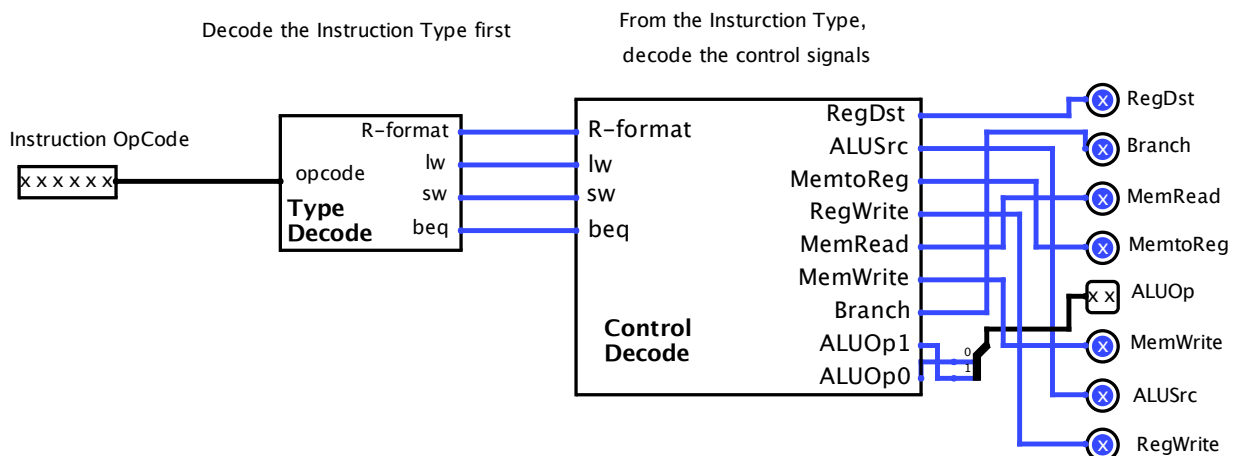 Decode the Instruction Type first
From the Insturction Type,
decode the control signals
Instruction OpCode
x x x x x x
opcode
Type
Decode
R-format
lw
sw
beq
R-format
lw
sw
beq
Control
Decode
RegDst
ALUSrc
MemtoReg
RegWrite
MemRead
MemWrite
Branch
ALUOp1
ALUOp0
0
1
x RegDst
x Branch
x MemRead
x MemtoReg
x x ALUOp
x MemWrite
x ALUSrc
x RegWrite